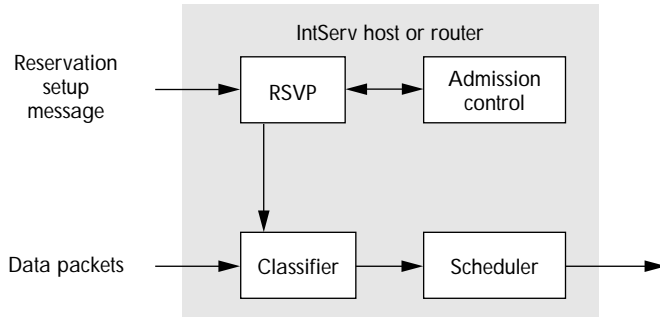 IntServ host or router
Reservation
setup
message
RSVP
Admission
control
Data packets
Classifier
Scheduler